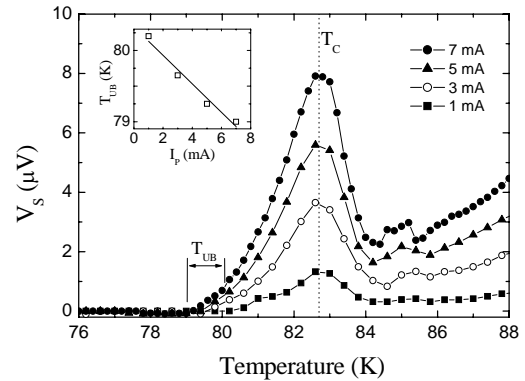 T_C
7 mA
5 mA
3 mA
1 mA
T_UB (K)
80
79
0 2 4 6 8
I_P (mA)
V_S (μV)
10
8
6
4
2
0
T_UB
76 78 80 82 84 86 88
Temperature (K)